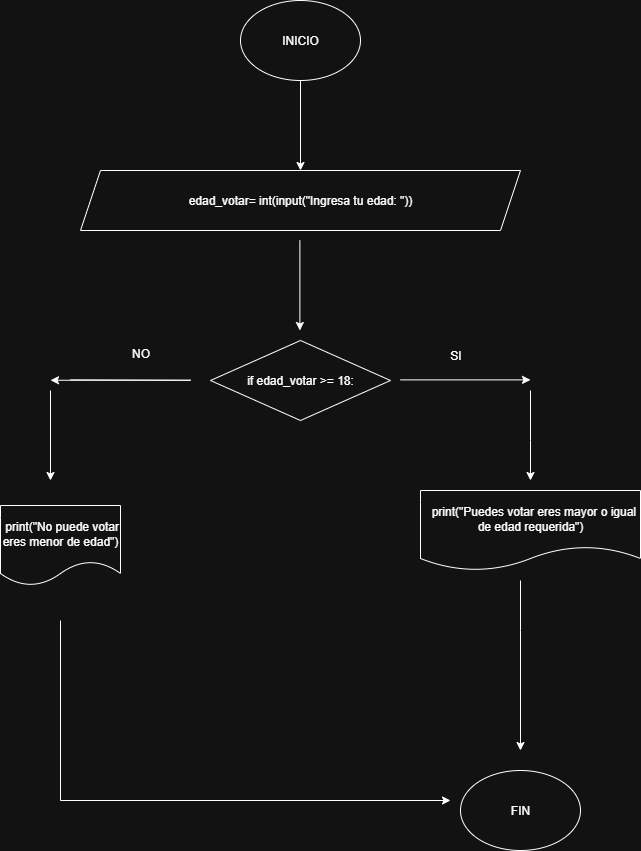 INICIO
edad_votar= int(input("Ingresa tu edad: "))
NO
SI
if edad_votar >= 18:
print("No puede votar
eres menor de edad")
print("Puedes votar eres mayor o igual
de edad requerida")
FIN